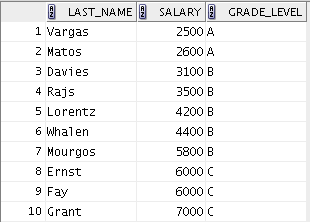 LAST_NAME SALARY GRADE_LEVEL
1 Vargas 2500 A
2 Matos 2600 A
3 Davies 3100 B
4 Rajs 3500 B
5 Lorentz 4200 B
6 Whalen 4400 B
7 Mourgos 5800 B
8 Ernst 6000 C
9 Fay 6000 C
10 Grant 7000 C